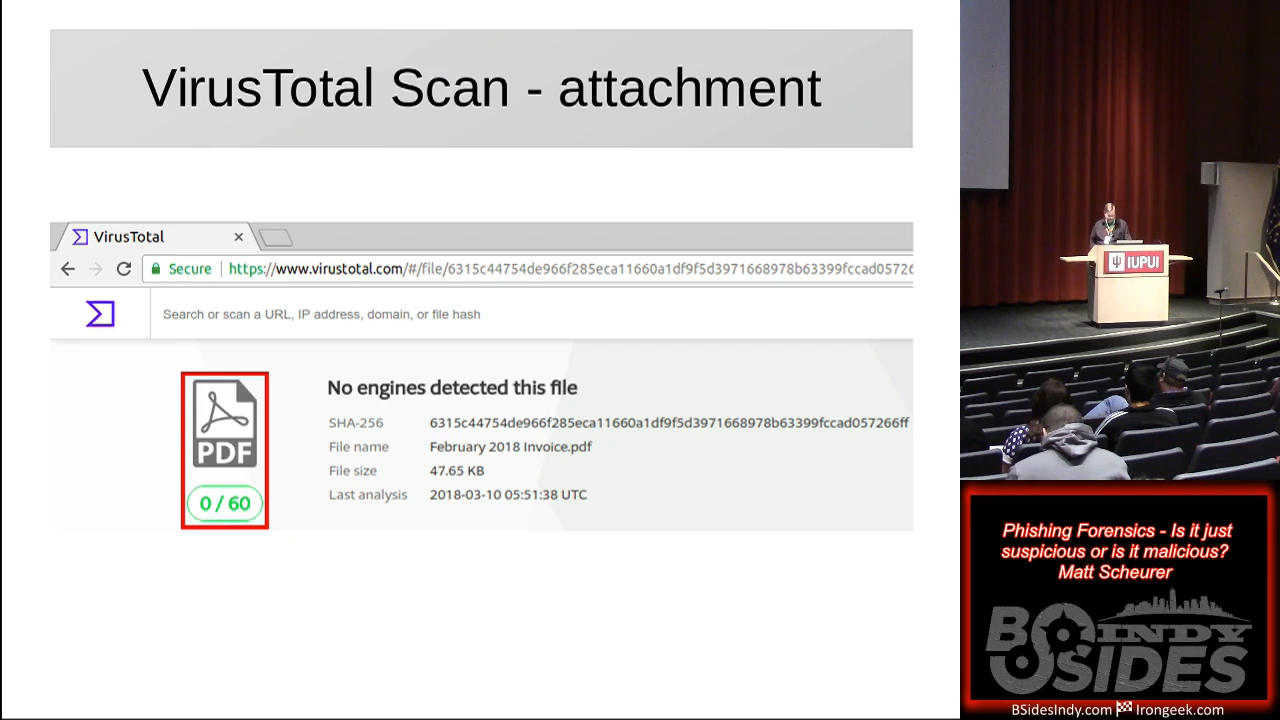 VirusTotal Scan - attachment
VirusTotal
Secure
https://www.virustotal.com/#/file/6315c44754de966f285eca11660a1df9f5d3971668978b63399fccad05726
Search or scan a URL, IP address, domain, or file hash
No engines detected this file
SHA-256 6315c44754de966f285eca11660a1df9f5d3971668978b63399fccad057266ff
File name February 2018 Invoice.pdf
File size 47.65 KB
Last analysis 2018-03-10 05:51:38 UTC
PDF
0 / 60
IUPUI
Phishing Forensics - Is it just
suspicious or is it malicious?
Matt Scheurer
BSIDES
INDY
BSidesIndy.com Irongeek.com